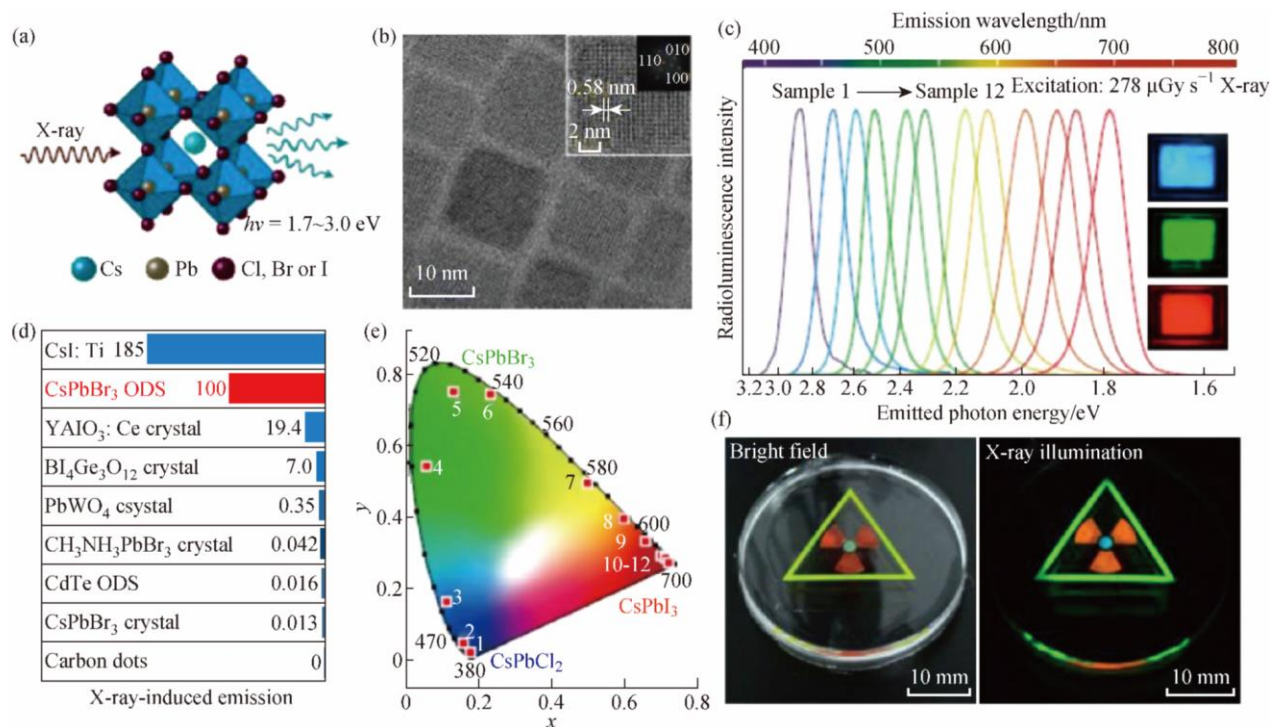 (a)
X-ray
hν = 1.7~3.0 eV
Cs Pb Cl, Br or I
(b)
010
110
100
0.58 nm
2 nm
10 nm
(c)
Emission wavelength/nm
400 500 600 700 800
Sample 1 → Sample 12 Excitation: 278 μGy s⁻¹ X-ray
Radioluminescence intensity
3.2 3.0 2.8 2.6 2.4 2.2 2.0 1.8 1.6
Emitted photon energy/eV
(d)
CsI: Ti 185
CsPbBr₃ ODS 100
YAIO₃: Ce crystal 19.4
BI₄Ge₃O₁₂ crystal 7.0
PbWO₄ csystal 0.35
CH₃NH₃PbBr₃ crystal 0.042
CdTe ODS 0.016
CsPbBr₃ crystal 0.013
Carbon dots 0
X-ray-induced emission
(e)
0.8
0.6
0.4
0.2
0
y
520
CsPbBr₃
540
560
580
600
700
470
380
1
2
3
4
5
6
7
8
9
10-12
CsPbI₃
CsPbCl₂
0 0.2 0.4 0.6 0.8
x
(f)
Bright field
10 mm
X-ray illumination
10 mm